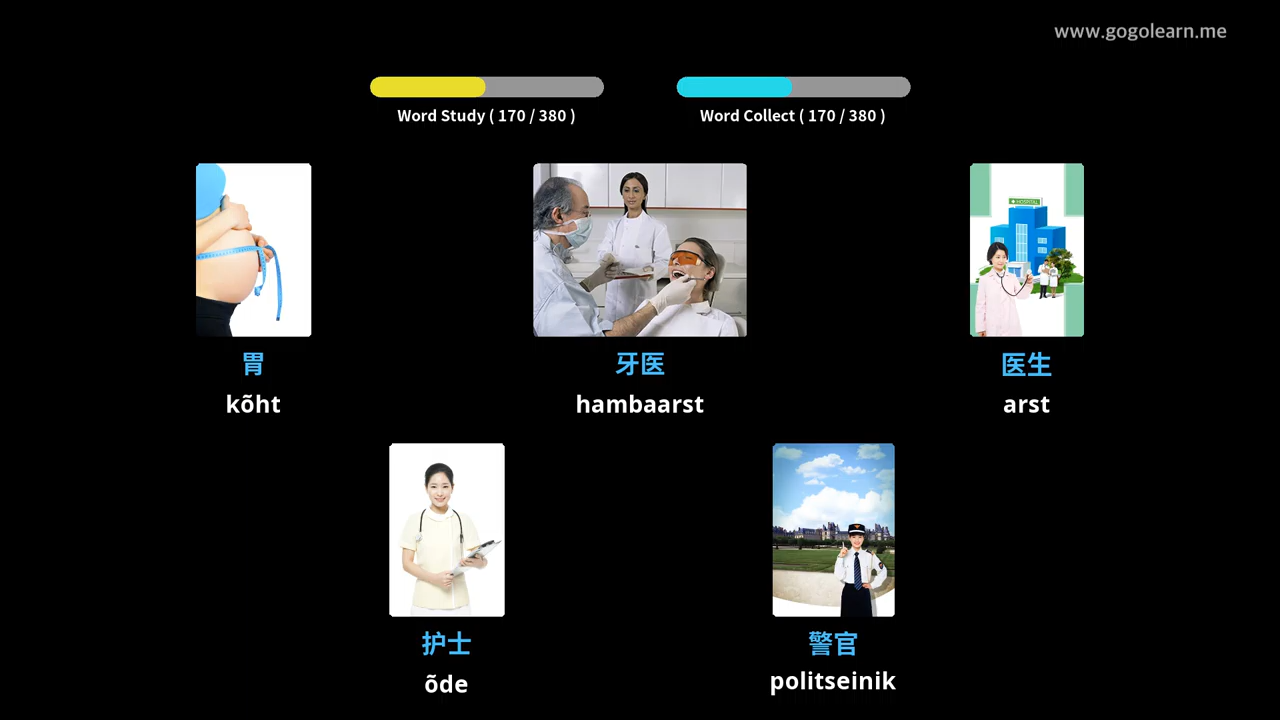 www.gogolearn.me
Word Study ( 170 / 380 )
Word Collect ( 170 / 380 )
HOSPITAL
胃
牙医
医生
kõht
hambaarst
arst
护士
警官
õde
politseinik